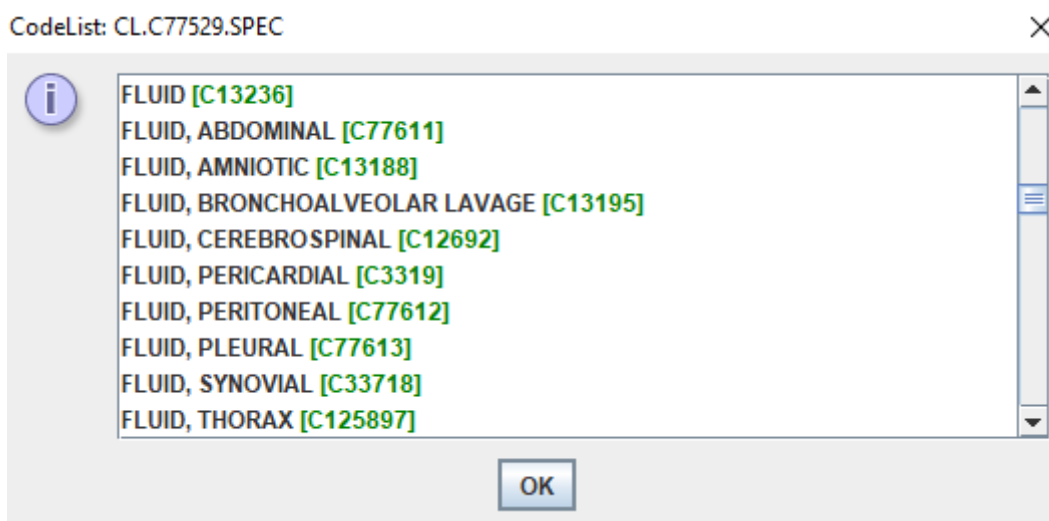 CodeList: CL.C77529.SPEC
FLUID [C13236]
FLUID, ABDOMINAL [C77611]
FLUID, AMNIOTIC [C13188]
FLUID, BRONCHOALVEOLAR LAVAGE [C13195]
FLUID, CEREBROSPINAL [C12692]
FLUID, PERICARDIAL [C3319]
FLUID, PERITONEAL [C77612]
FLUID, PLEURAL [C77613]
FLUID, SYNOVIAL [C33718]
FLUID, THORAX [C125897]
OK